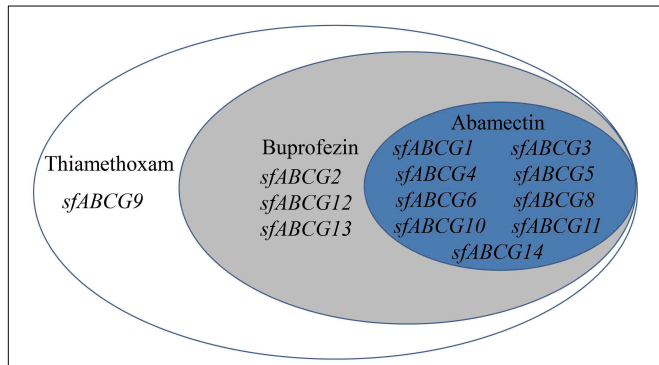 Thiamethoxam
sfABCG9
Buprofezin
sfABCG2
sfABCG12
sfABCG13
Abamectin
sfABCG1 sfABCG3
sfABCG4 sfABCG5
sfABCG6 sfABCG8
sfABCG10 sfABCG11
sfABCG14